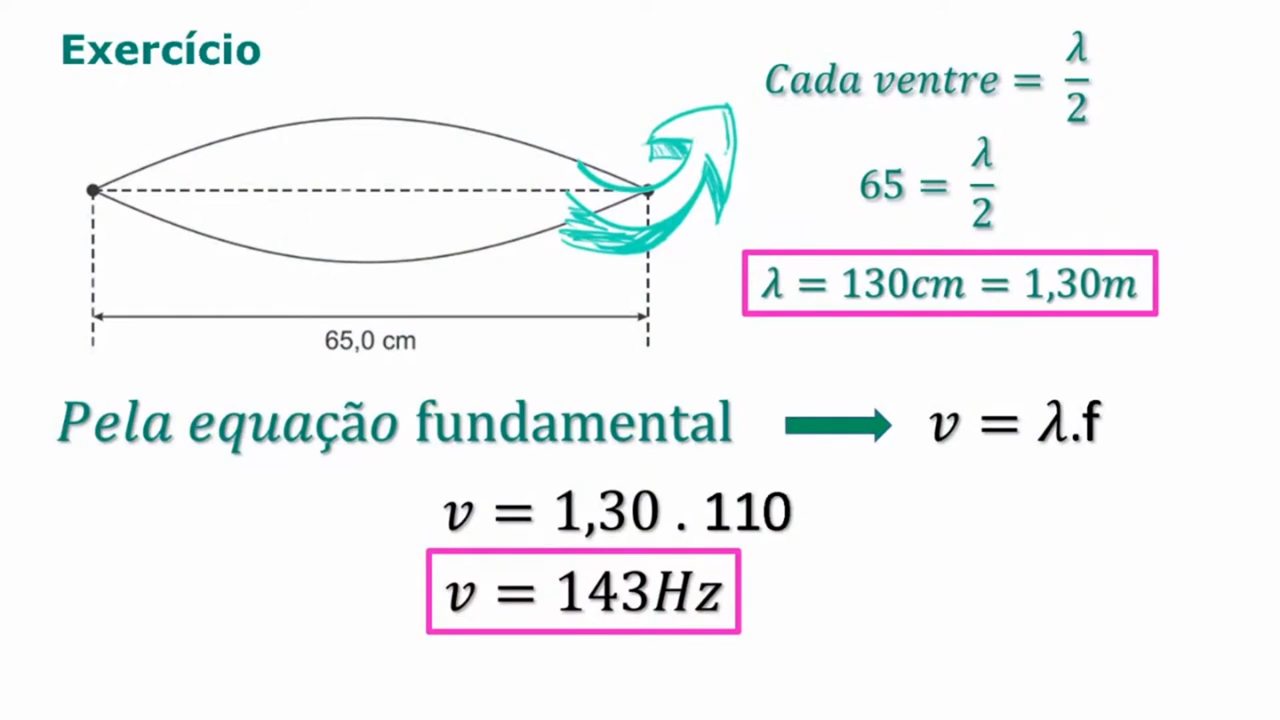 Exercício
65,0 cm
Cada ventre = λ/2
65 = λ/2
λ = 130cm = 1,30m
Pela equação fundamental
v = λ.f
v = 1,30 . 110
v = 143Hz